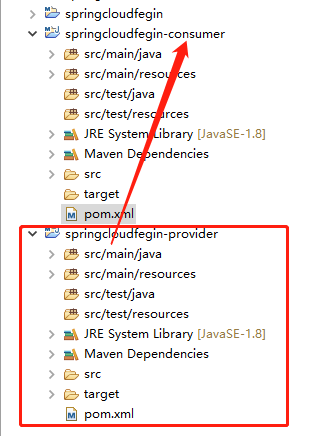 springcloudfegin
springcloudfegin-consumer
src/main/java
src/main/resources
src/test/java
src/test/resources
JRE System Library [JavaSE-1.8]
Maven Dependencies
src
target
pom.xml
springcloudfegin-provider
src/main/java
src/main/resources
src/test/java
src/test/resources
JRE System Library [JavaSE-1.8]
Maven Dependencies
src
target
pom.xml